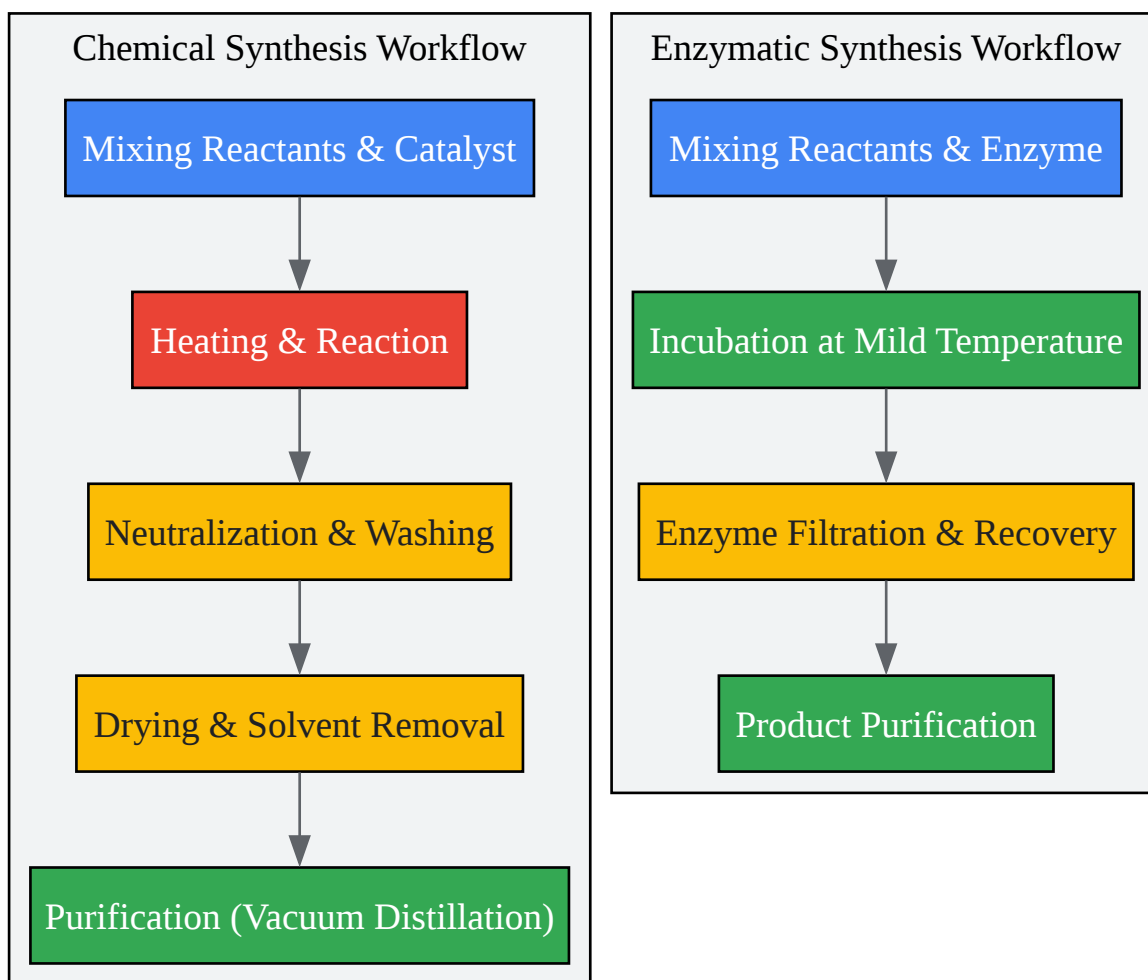 Chemical Synthesis Workflow
Mixing Reactants & Catalyst
Heating & Reaction
Neutralization & Washing
Drying & Solvent Removal
Purification (Vacuum Distillation)
Enzymatic Synthesis Workflow
Mixing Reactants & Enzyme
Incubation at Mild Temperature
Enzyme Filtration & Recovery
Product Purification